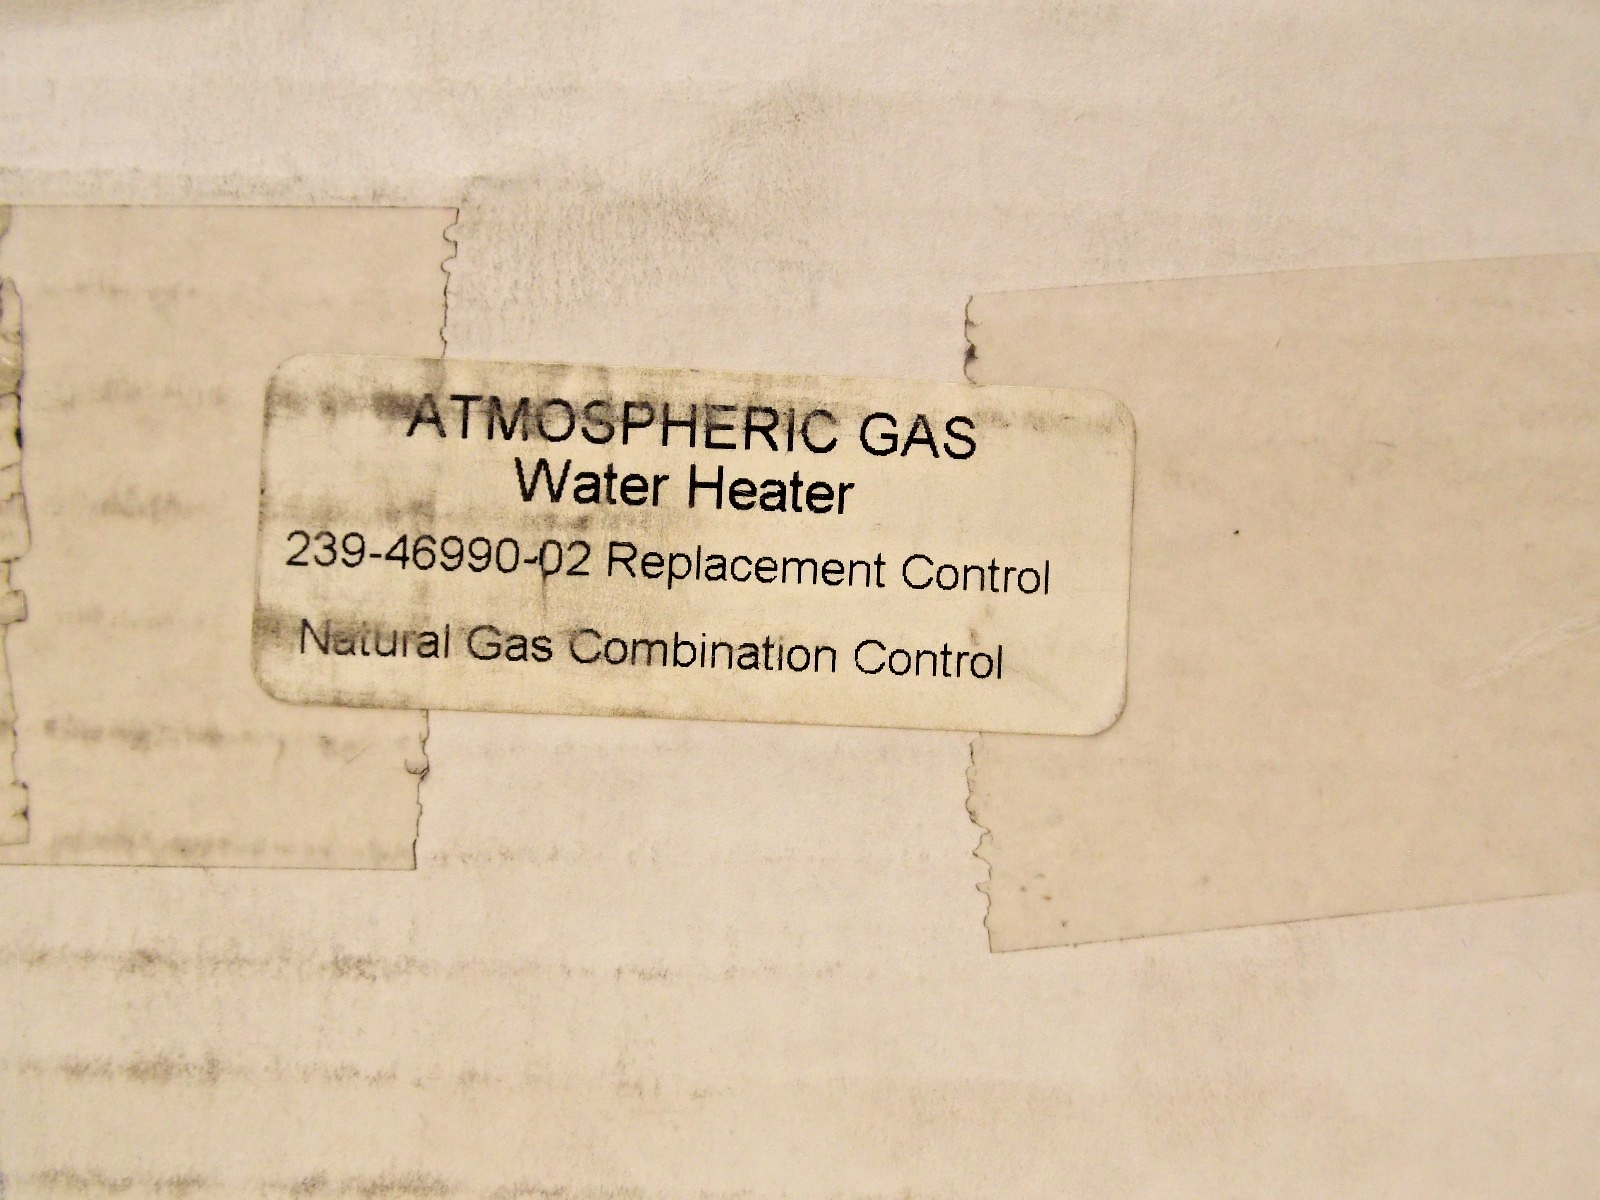 ATMOSPHERIC GAS
Water Heater
239-46990-02 Replacement Control
Natural Gas Combination Control